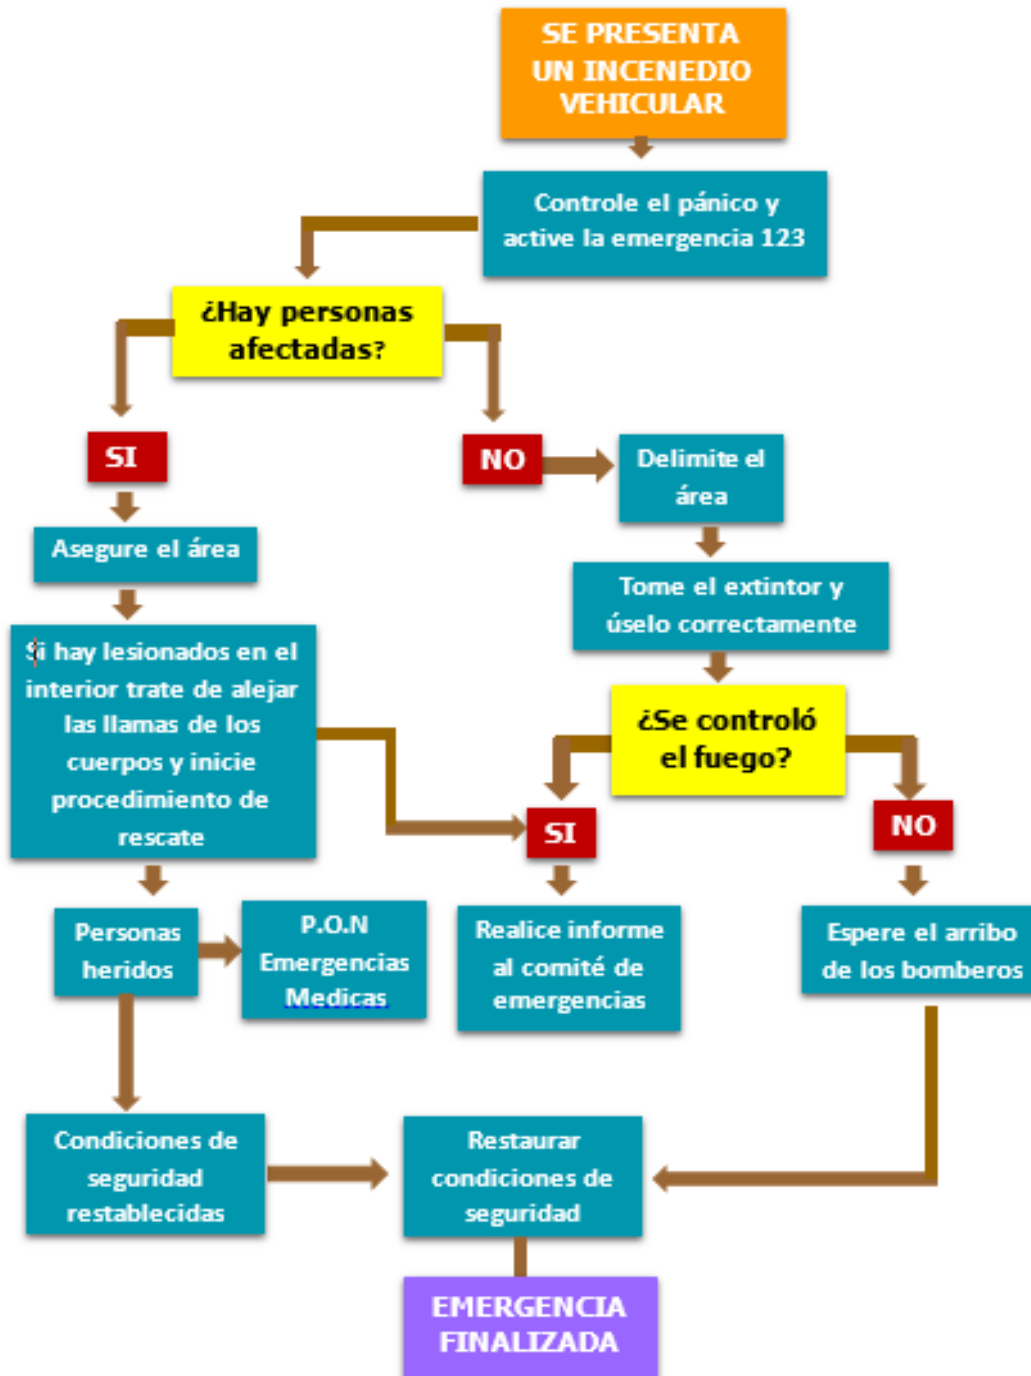 SE PRESENTA
UN INCENEDIO
VEHICULAR
Controle el pánico y
active la emergencia 123
¿Hay personas
afectadas?
SI
NO
Delimite el
área
Asegure el área
Tome el extintor y
úselo correctamente
Si hay lesionados en el
interior trate de alejar
las llamas de los
cuerpos y inicie
procedimiento de
rescate
¿Se controló
el fuego?
SI
NO
Personas
heridos
P.O.N
Emergencias
Medicas
Realice informe
al comité de
emergencias
Espere el arribo
de los bomberos
Condiciones de
seguridad
restablecidas
Restaurar
condiciones de
seguridad
EMERGENCIA
FINALIZADA